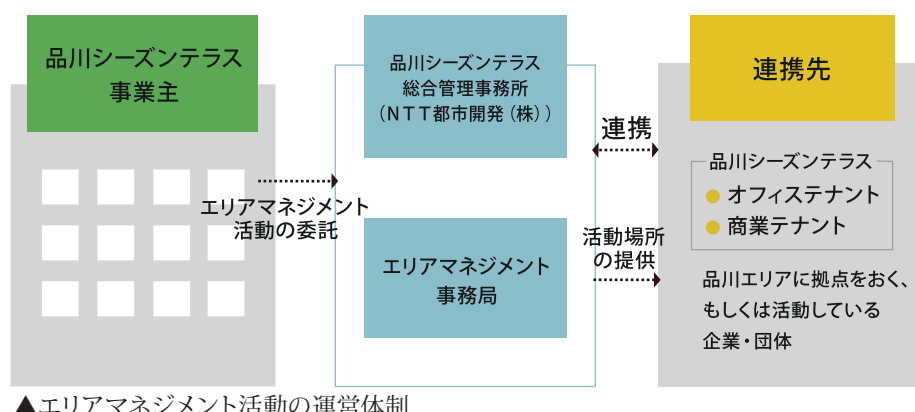 品川シーズンテラス
事業主
エリアマネジメント
活動の委託
品川シーズンテラス
総合管理事務所
（NTT都市開発（株））
エリアマネジメント
事務局
連携
活動場所
の提供
連携先
品川シーズンテラス
● オフィステナント
● 商業テナント
品川エリアに拠点をおく、
もしくは活動している
企業・団体
▲エリアマネジメント活動の運営体制